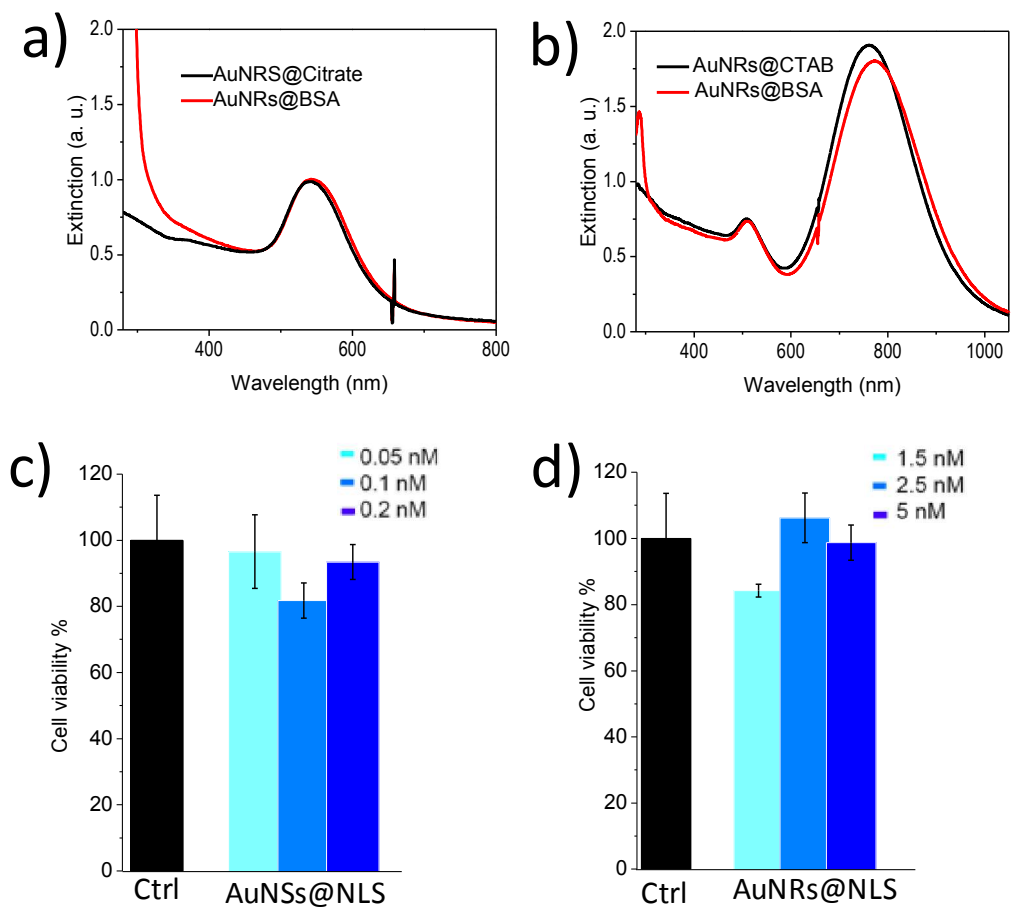 a)
2.0
1.5
1.0
0.5
0.0
Extinction (a. u.)
AuNRS@Citrate
AuNRs@BSA
400
600
800
Wavelength (nm)
b)
2.0
1.5
1.0
0.5
0.0
Extinction (a. u.)
AuNRs@CTAB
AuNRs@BSA
400
600
800
1000
Wavelength (nm)
c)
0.05 nM
0.1 nM
0.2 nM
120
100
80
60
40
20
0
Cell viability %
Ctrl
AuNSs@NLS
d)
1.5 nM
2.5 nM
5 nM
120
100
80
60
40
20
0
Cell viability %
Ctrl
AuNRs@NLS